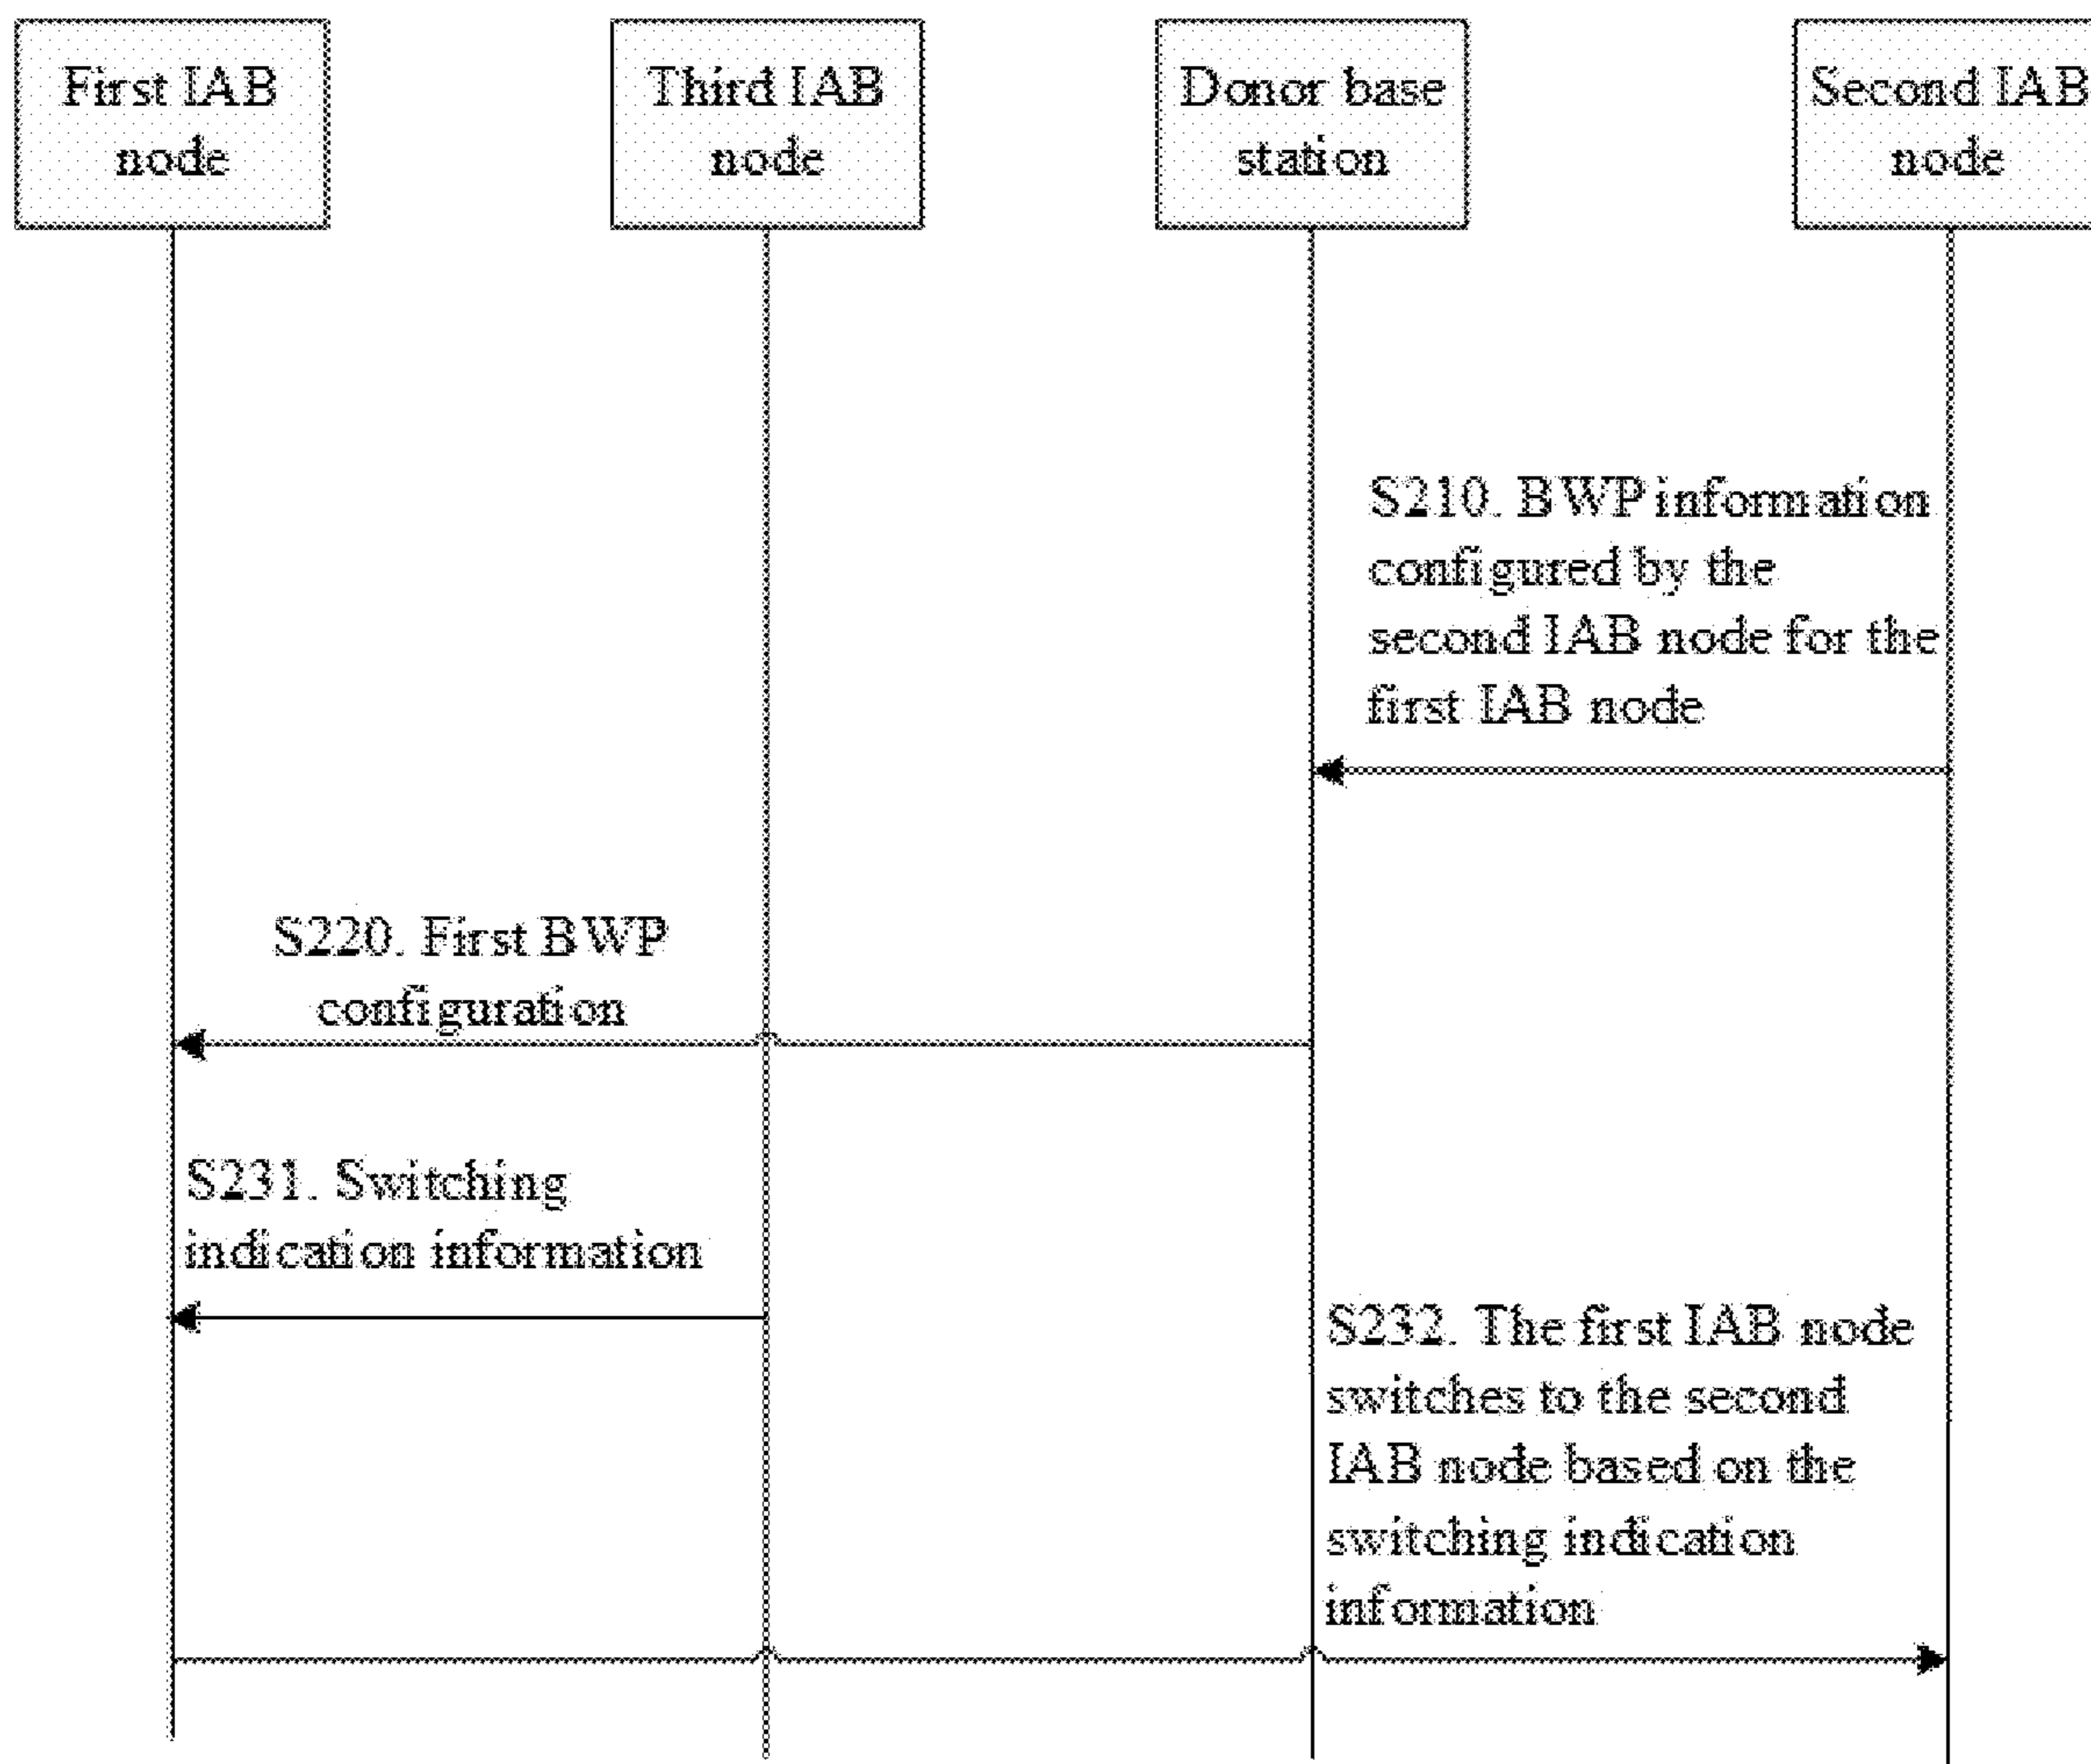 First IAB
node
Third IAB
node
Donor base
station
Second IAB
node
S210. BWP information
configured by the
second IAB node for the
first IAB node
S220. First BWP
configuration
S231. Switching
indication information
S232. The first IAB node
switches to the second
IAB node based on the
switching indication
information